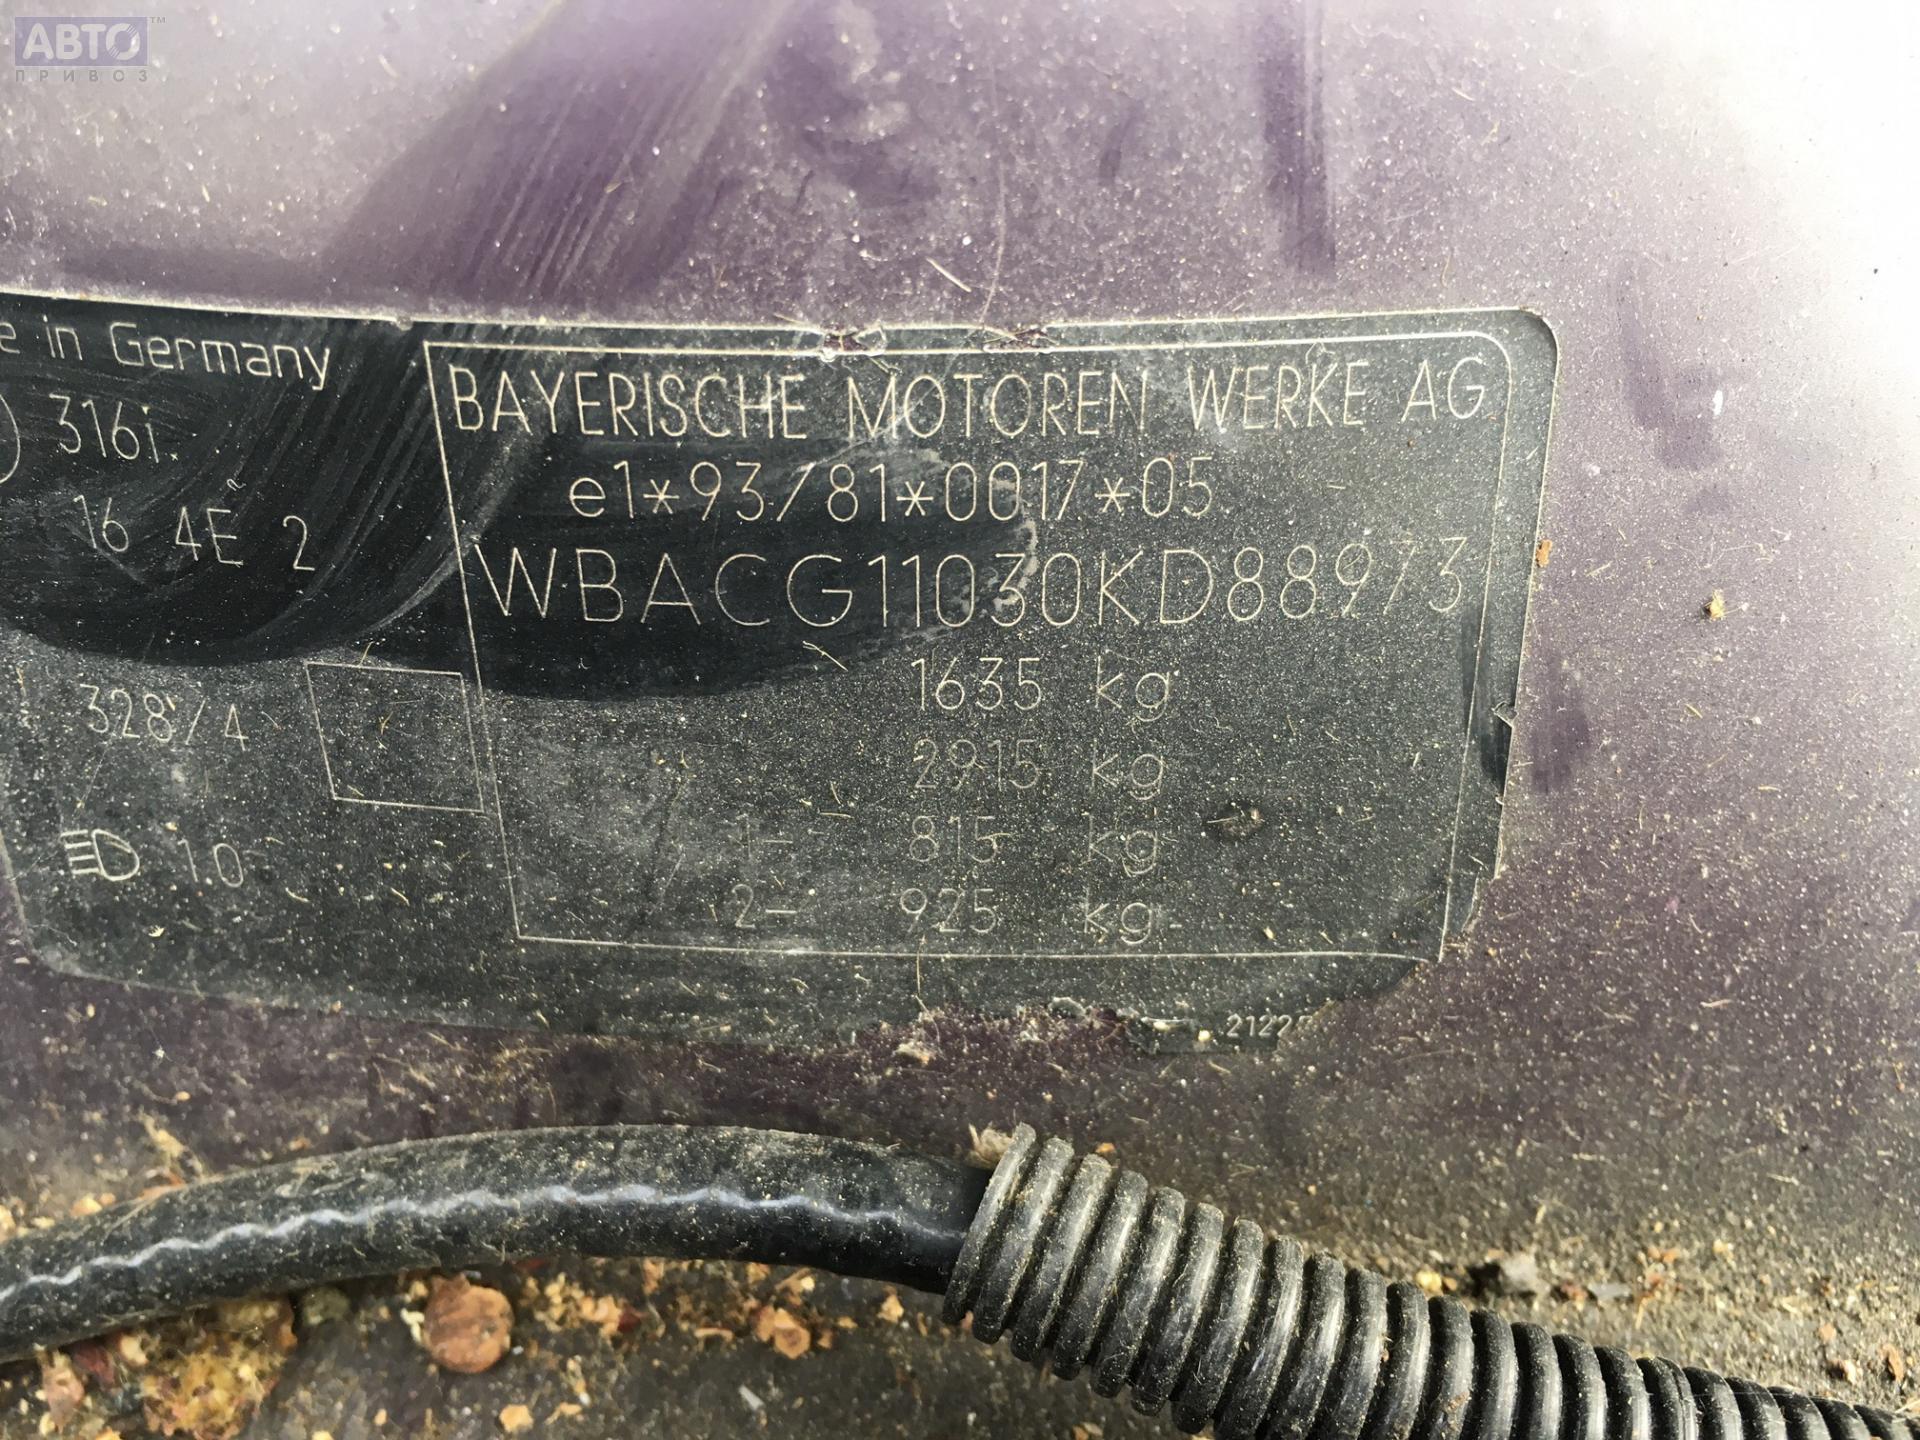 АВТО™
ПРИВОЗ
e in Germany
316i
16 4E 2
328/4
1.0
BAYERISCHE MOTOREN WERKE AG
e1*93/81*0017*05
WBACG11030KD88973
1635 kg
2915 kg
1- 815 kg
2- 925 kg
2122